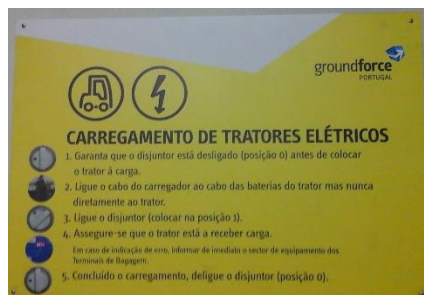 groundforce
PORTUGAL
CARREGAMENTO DE TRATORES ELÉTRICOS
1. Garanta que o disjuntor está desligado (posição 0) antes de colocar
o trator à carga.
2. Ligue o cabo do carregador ao cabo das baterias do trator mas nunca
diretamente ao trator.
3. Ligue o disjuntor (colocar na posição 1).
4. Assegure-se que o trator está a receber carga.
Em caso de indicação de erro, informar de imediato o sector de equipamento dos
Terminais de Bagagem.
5. Concluído o carregamento, deligue o disjuntor (posição 0).